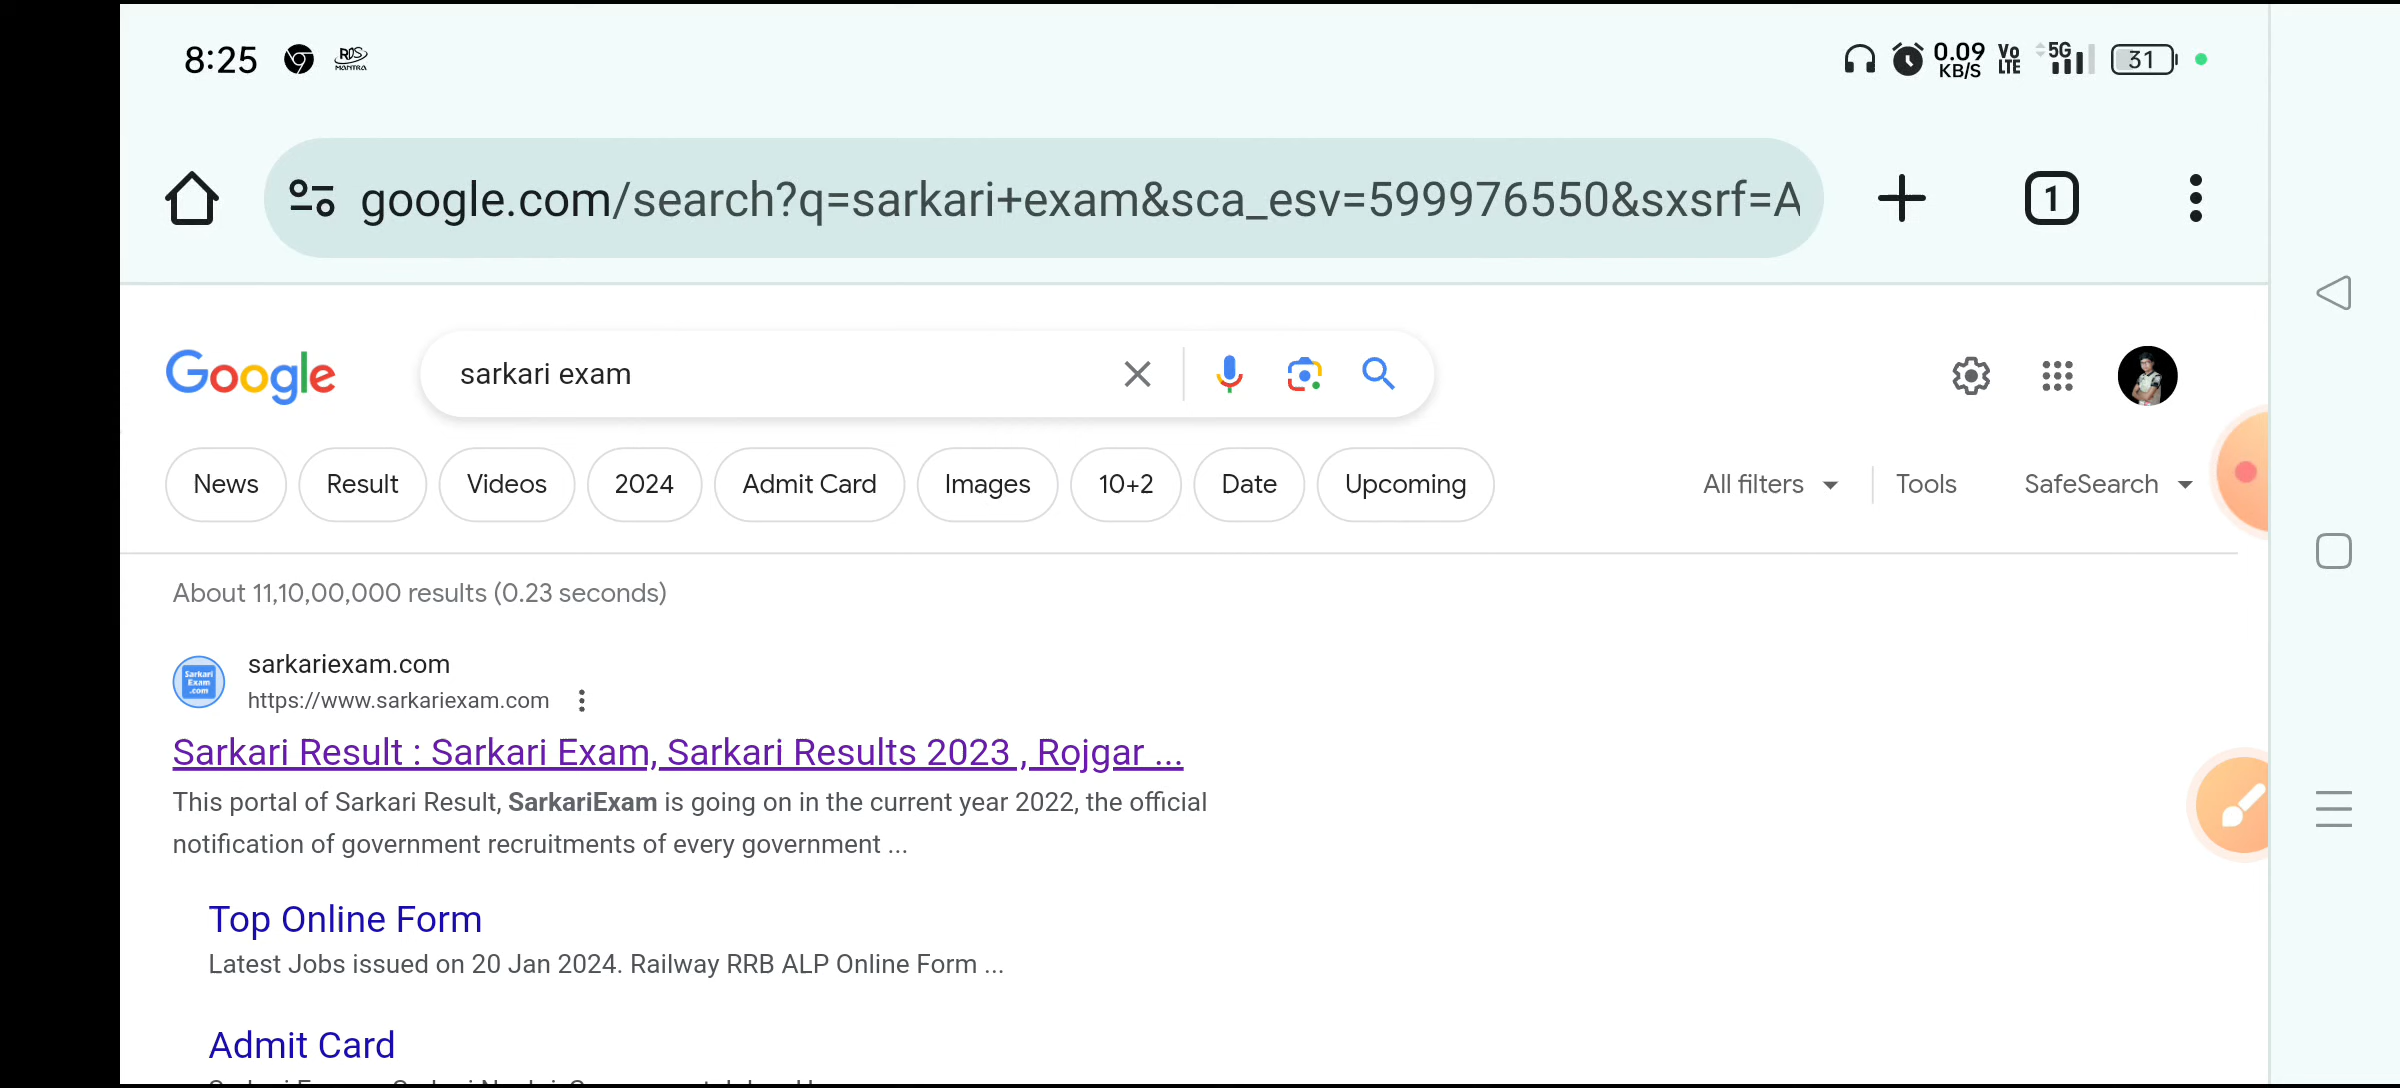 8:25 RDS MANTRA 0.09 KB/S Vo LTE 5G 31
google.com/search?q=sarkari+exam&sca_esv=599976550&sxsrf=A
1
Google
sarkari exam
News Result Videos 2024 Admit Card Images 10+2 Date Upcoming All filters Tools SafeSearch
About 11,10,00,000 results (0.23 seconds)
Sarkari Exam .com
sarkariexam.com
https://www.sarkariexam.com
Sarkari Result : Sarkari Exam, Sarkari Results 2023 , Rojgar ...
This portal of Sarkari Result, SarkariExam is going on in the current year 2022, the official
notification of government recruitments of every government ...
Top Online Form
Latest Jobs issued on 20 Jan 2024. Railway RRB ALP Online Form ...
Admit Card